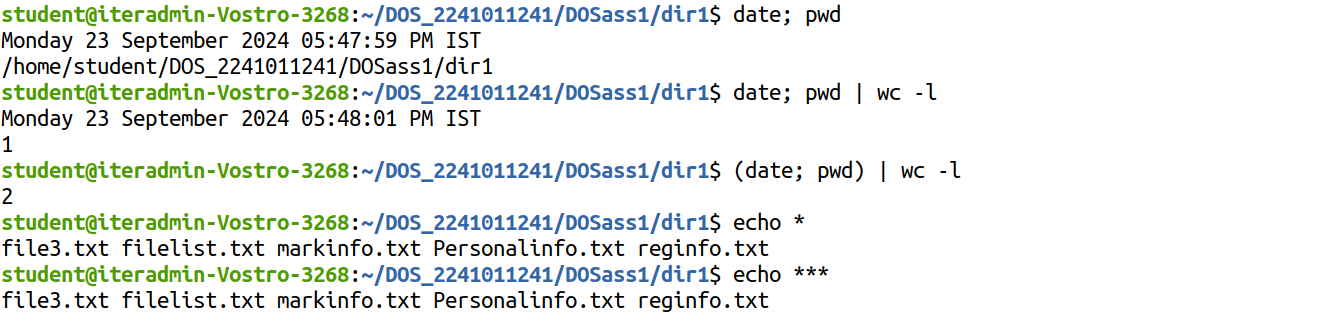 student@iteradmin-Vostro-3268:~/DOS_2241011241/DOSass1/dir1$ date; pwd
Monday 23 September 2024 05:47:59 PM IST
/home/student/DOS_2241011241/DOSass1/dir1
student@iteradmin-Vostro-3268:~/DOS_2241011241/DOSass1/dir1$ date; pwd | wc -l
Monday 23 September 2024 05:48:01 PM IST
1
student@iteradmin-Vostro-3268:~/DOS_2241011241/DOSass1/dir1$ (date; pwd) | wc -l
2
student@iteradmin-Vostro-3268:~/DOS_2241011241/DOSass1/dir1$ echo *
file3.txt filelist.txt markinfo.txt Personalinfo.txt reginfo.txt
student@iteradmin-Vostro-3268:~/DOS_2241011241/DOSass1/dir1$ echo ***
file3.txt filelist.txt markinfo.txt Personalinfo.txt reginfo.txt